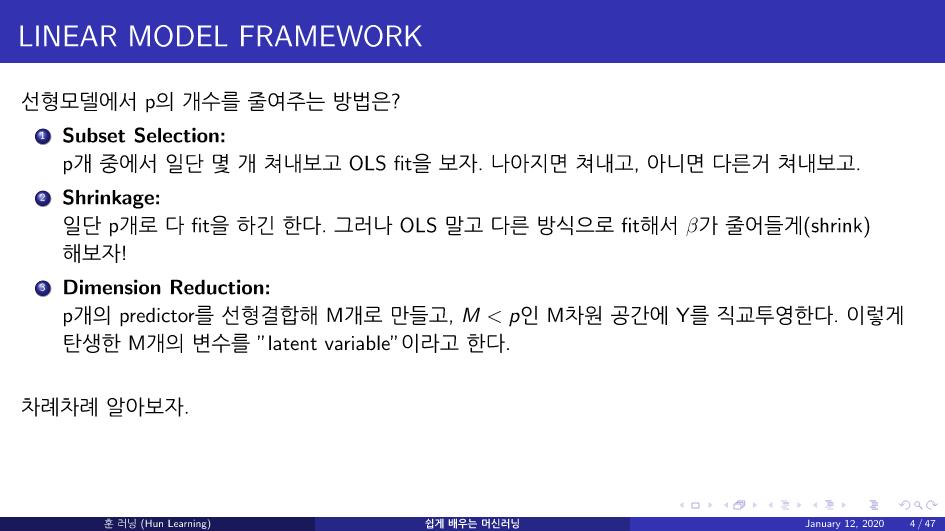 LINEAR MODEL FRAMEWORK
선형모델에서 p의 개수를 줄여주는 방법은?
1 Subset Selection:
p개 중에서 일단 몇 개 쳐내보고 OLS fit을 보자. 나아지면 쳐내고, 아니면 다른거 쳐내보고.
2 Shrinkage:
일단 p개로 다 fit을 하긴 한다. 그러나 OLS 말고 다른 방식으로 fit해서 β가 줄어들게(shrink)
해보자!
3 Dimension Reduction:
p개의 predictor를 선형결합해 M개로 만들고, M < p인 M차원 공간에 Y를 직교투영한다. 이렇게
탄생한 M개의 변수를 ”latent variable”이라고 한다.
차례차례 알아보자.
훈 러닝 (Hun Learning) 쉽게 배우는 머신러닝 January 12, 2020 4 / 47